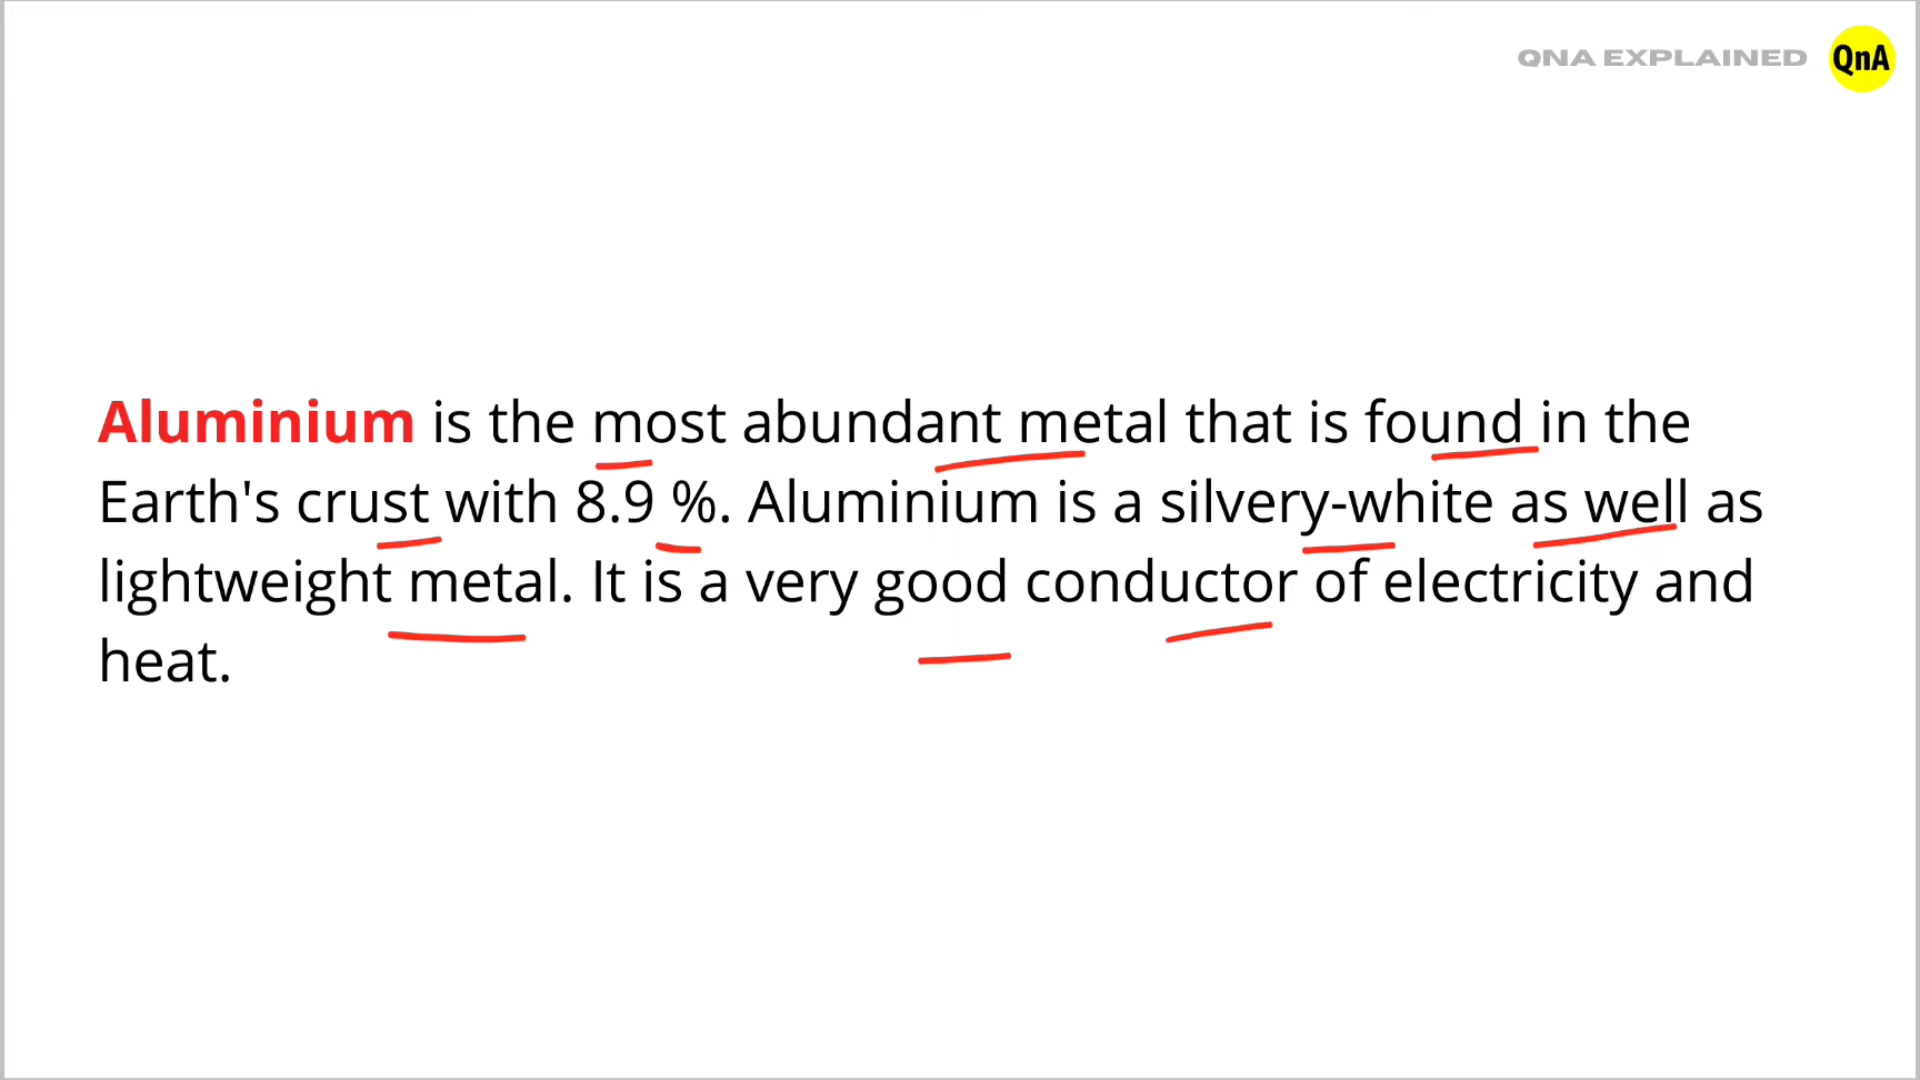 QNA EXPLAINED QnA
Aluminium is the most abundant metal that is found in the
Earth's crust with 8.9 %. Aluminium is a silvery-white as well as
lightweight metal. It is a very good conductor of electricity and
heat.